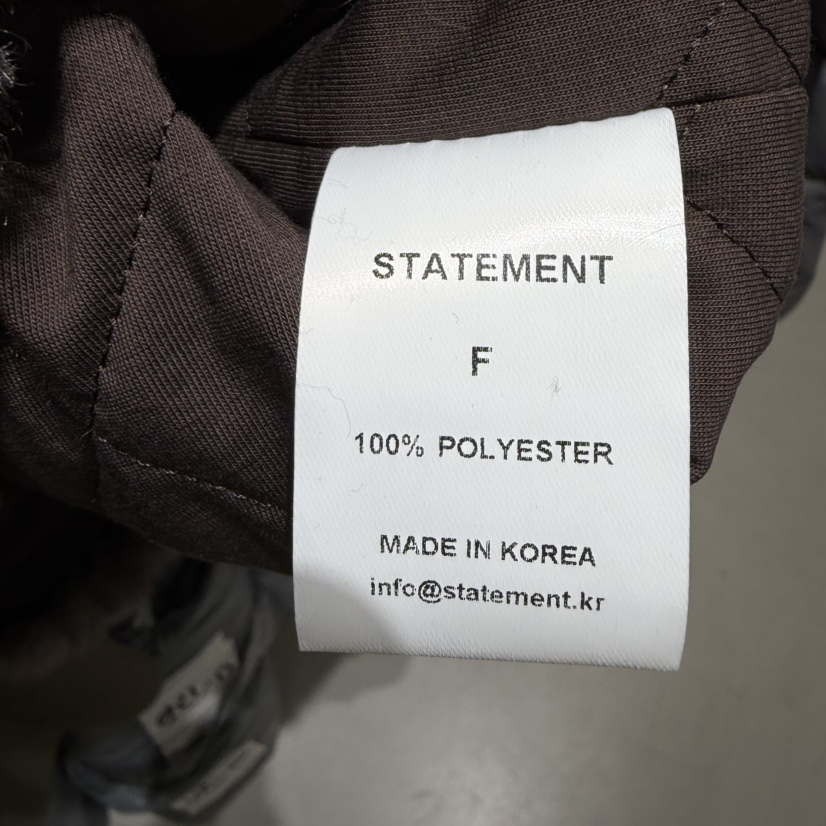 STATEMENT
F
100% POLYESTER
MADE IN KOREA
info@statement.kr